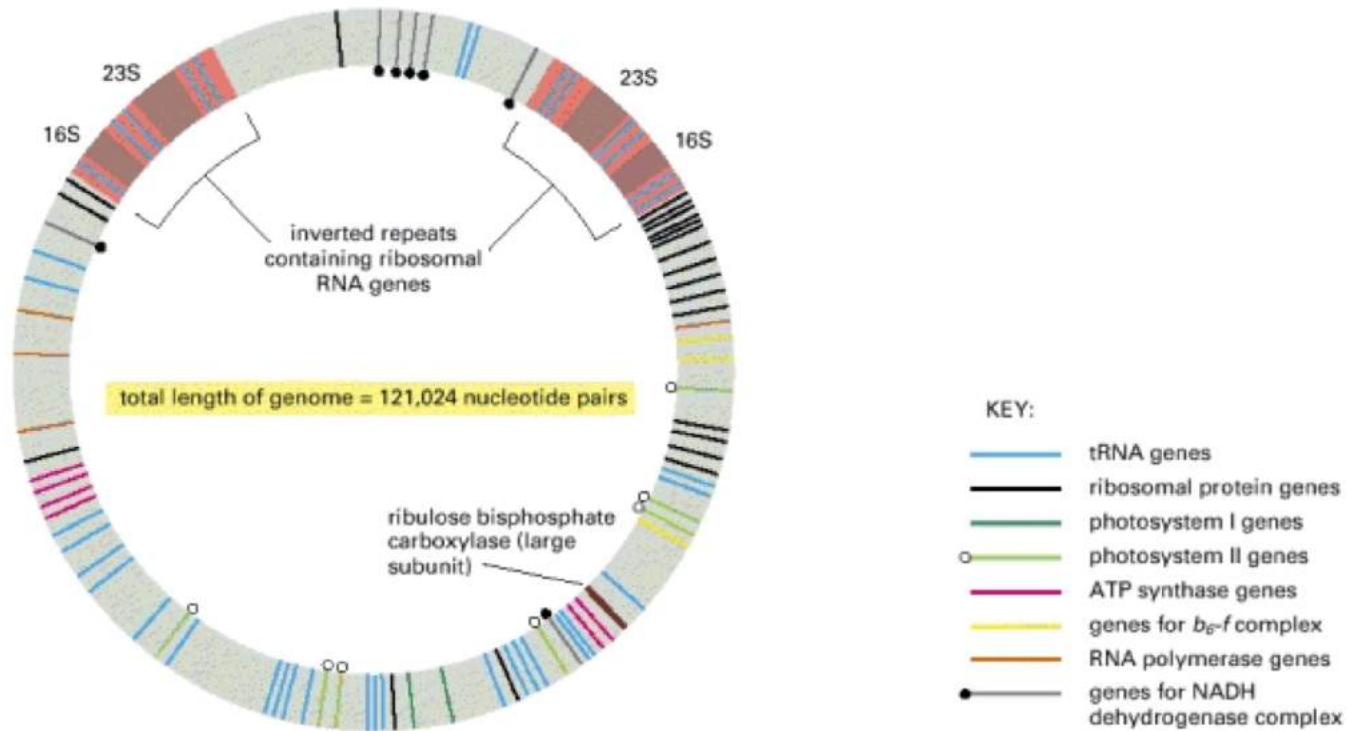 23S
16S
23S
16S
inverted repeats
containing ribosomal
RNA genes
total length of genome = 121,024 nucleotide pairs
ribulose bisphosphate
carboxylase (large
subunit)
KEY:
tRNA genes
ribosomal protein genes
photosystem I genes
photosystem II genes
ATP synthase genes
genes for b6-f complex
RNA polymerase genes
genes for NADH
dehydrogenase complex